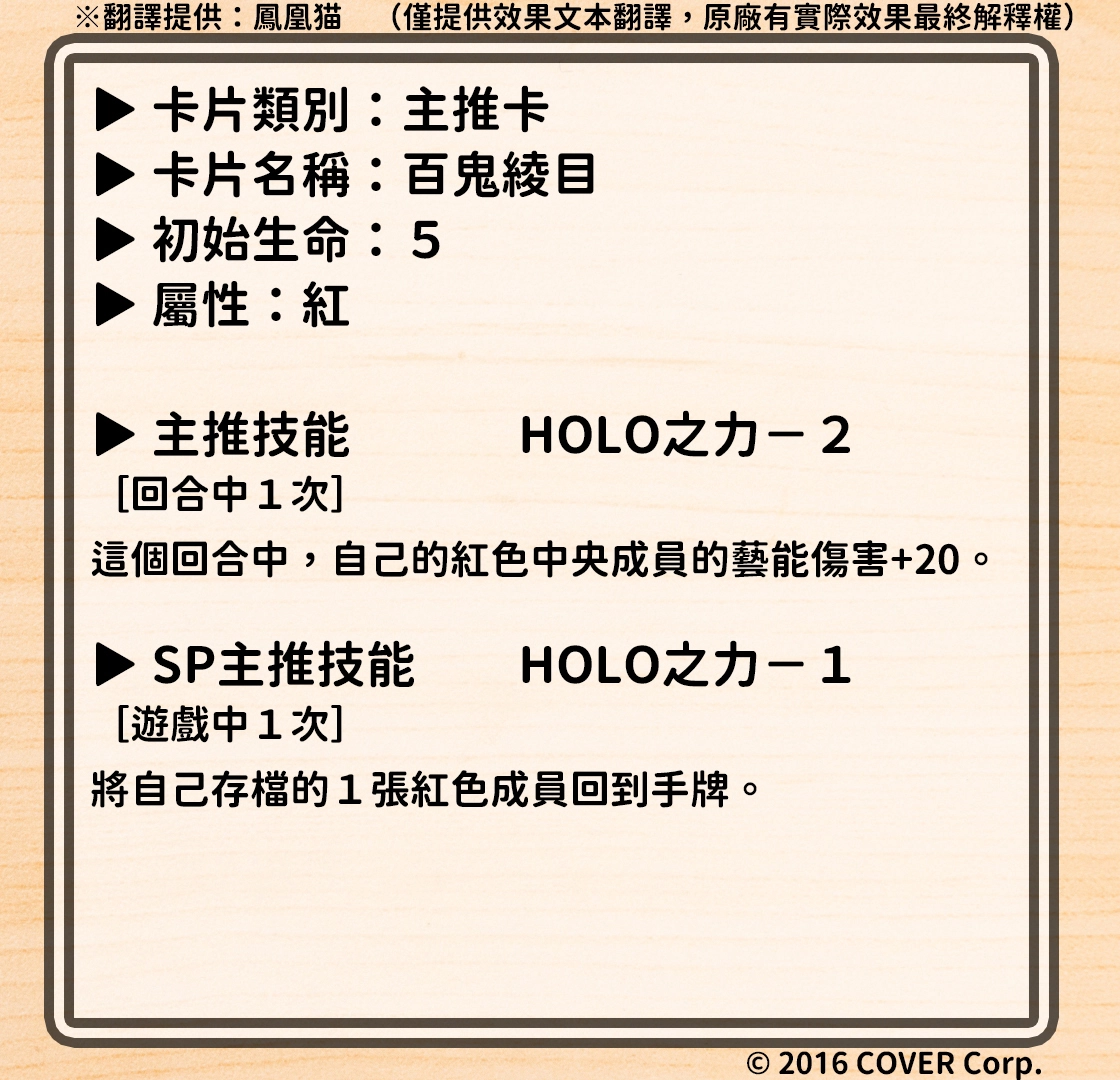 ※翻譯提供：鳳凰猫　（僅提供效果文本翻譯，原廠有實際效果最終解釋權）
▶ 卡片類別：主推卡
▶ 卡片名稱：百鬼綾目
▶ 初始生命：５
▶ 屬性：紅
▶ 主推技能　　　HOLO之力－２
［回合中１次］
這個回合中，自己的紅色中央成員的藝能傷害+20。
▶ SP主推技能　　HOLO之力－１
［遊戲中１次］
將自己存檔的１張紅色成員回到手牌。
© 2016 COVER Corp.